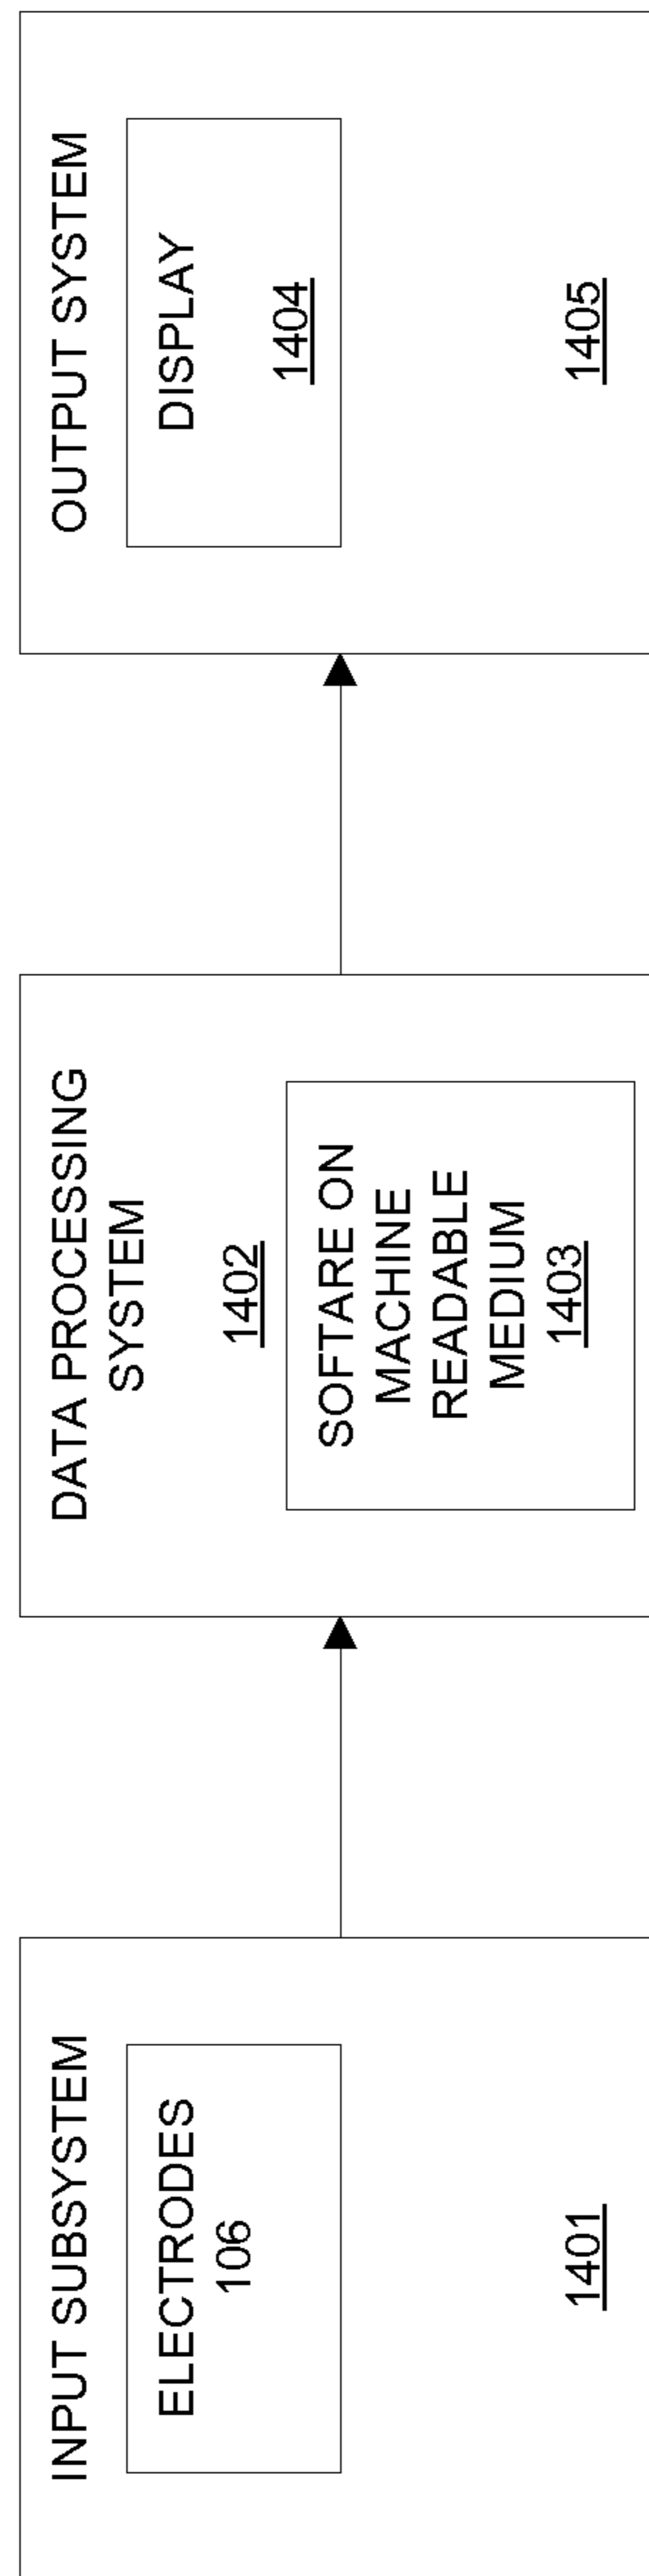 INPUT SUBSYSTEM
ELECTRODES
106
1401
DATA PROCESSING
SYSTEM
1402
SOFTARE ON
MACHINE
READABLE
MEDIUM
1403
OUTPUT SYSTEM
DISPLAY
1404
1405